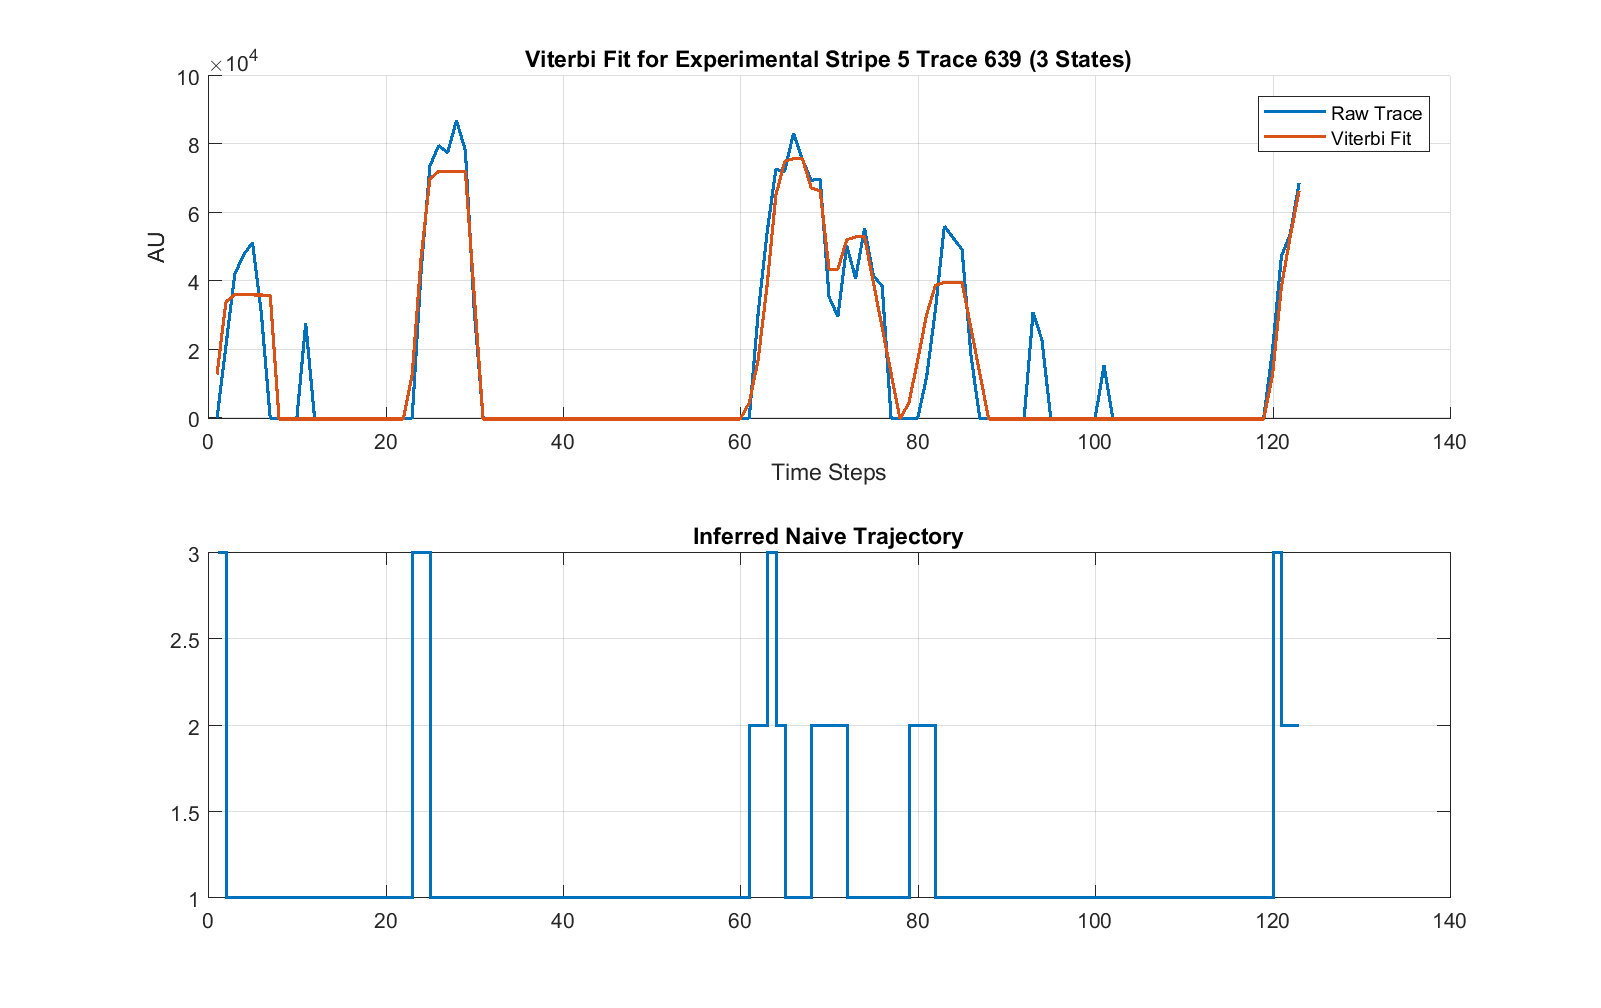 Viterbi Fit for Experimental Stripe 5 Trace 639 (3 States)
×10⁴
10
8
6
4
2
0
AU
Raw Trace
Viterbi Fit
0 20 40 60 80 100 120 140
Time Steps
Inferred Naive Trajectory
3
2.5
2
1.5
1
0 20 40 60 80 100 120 140